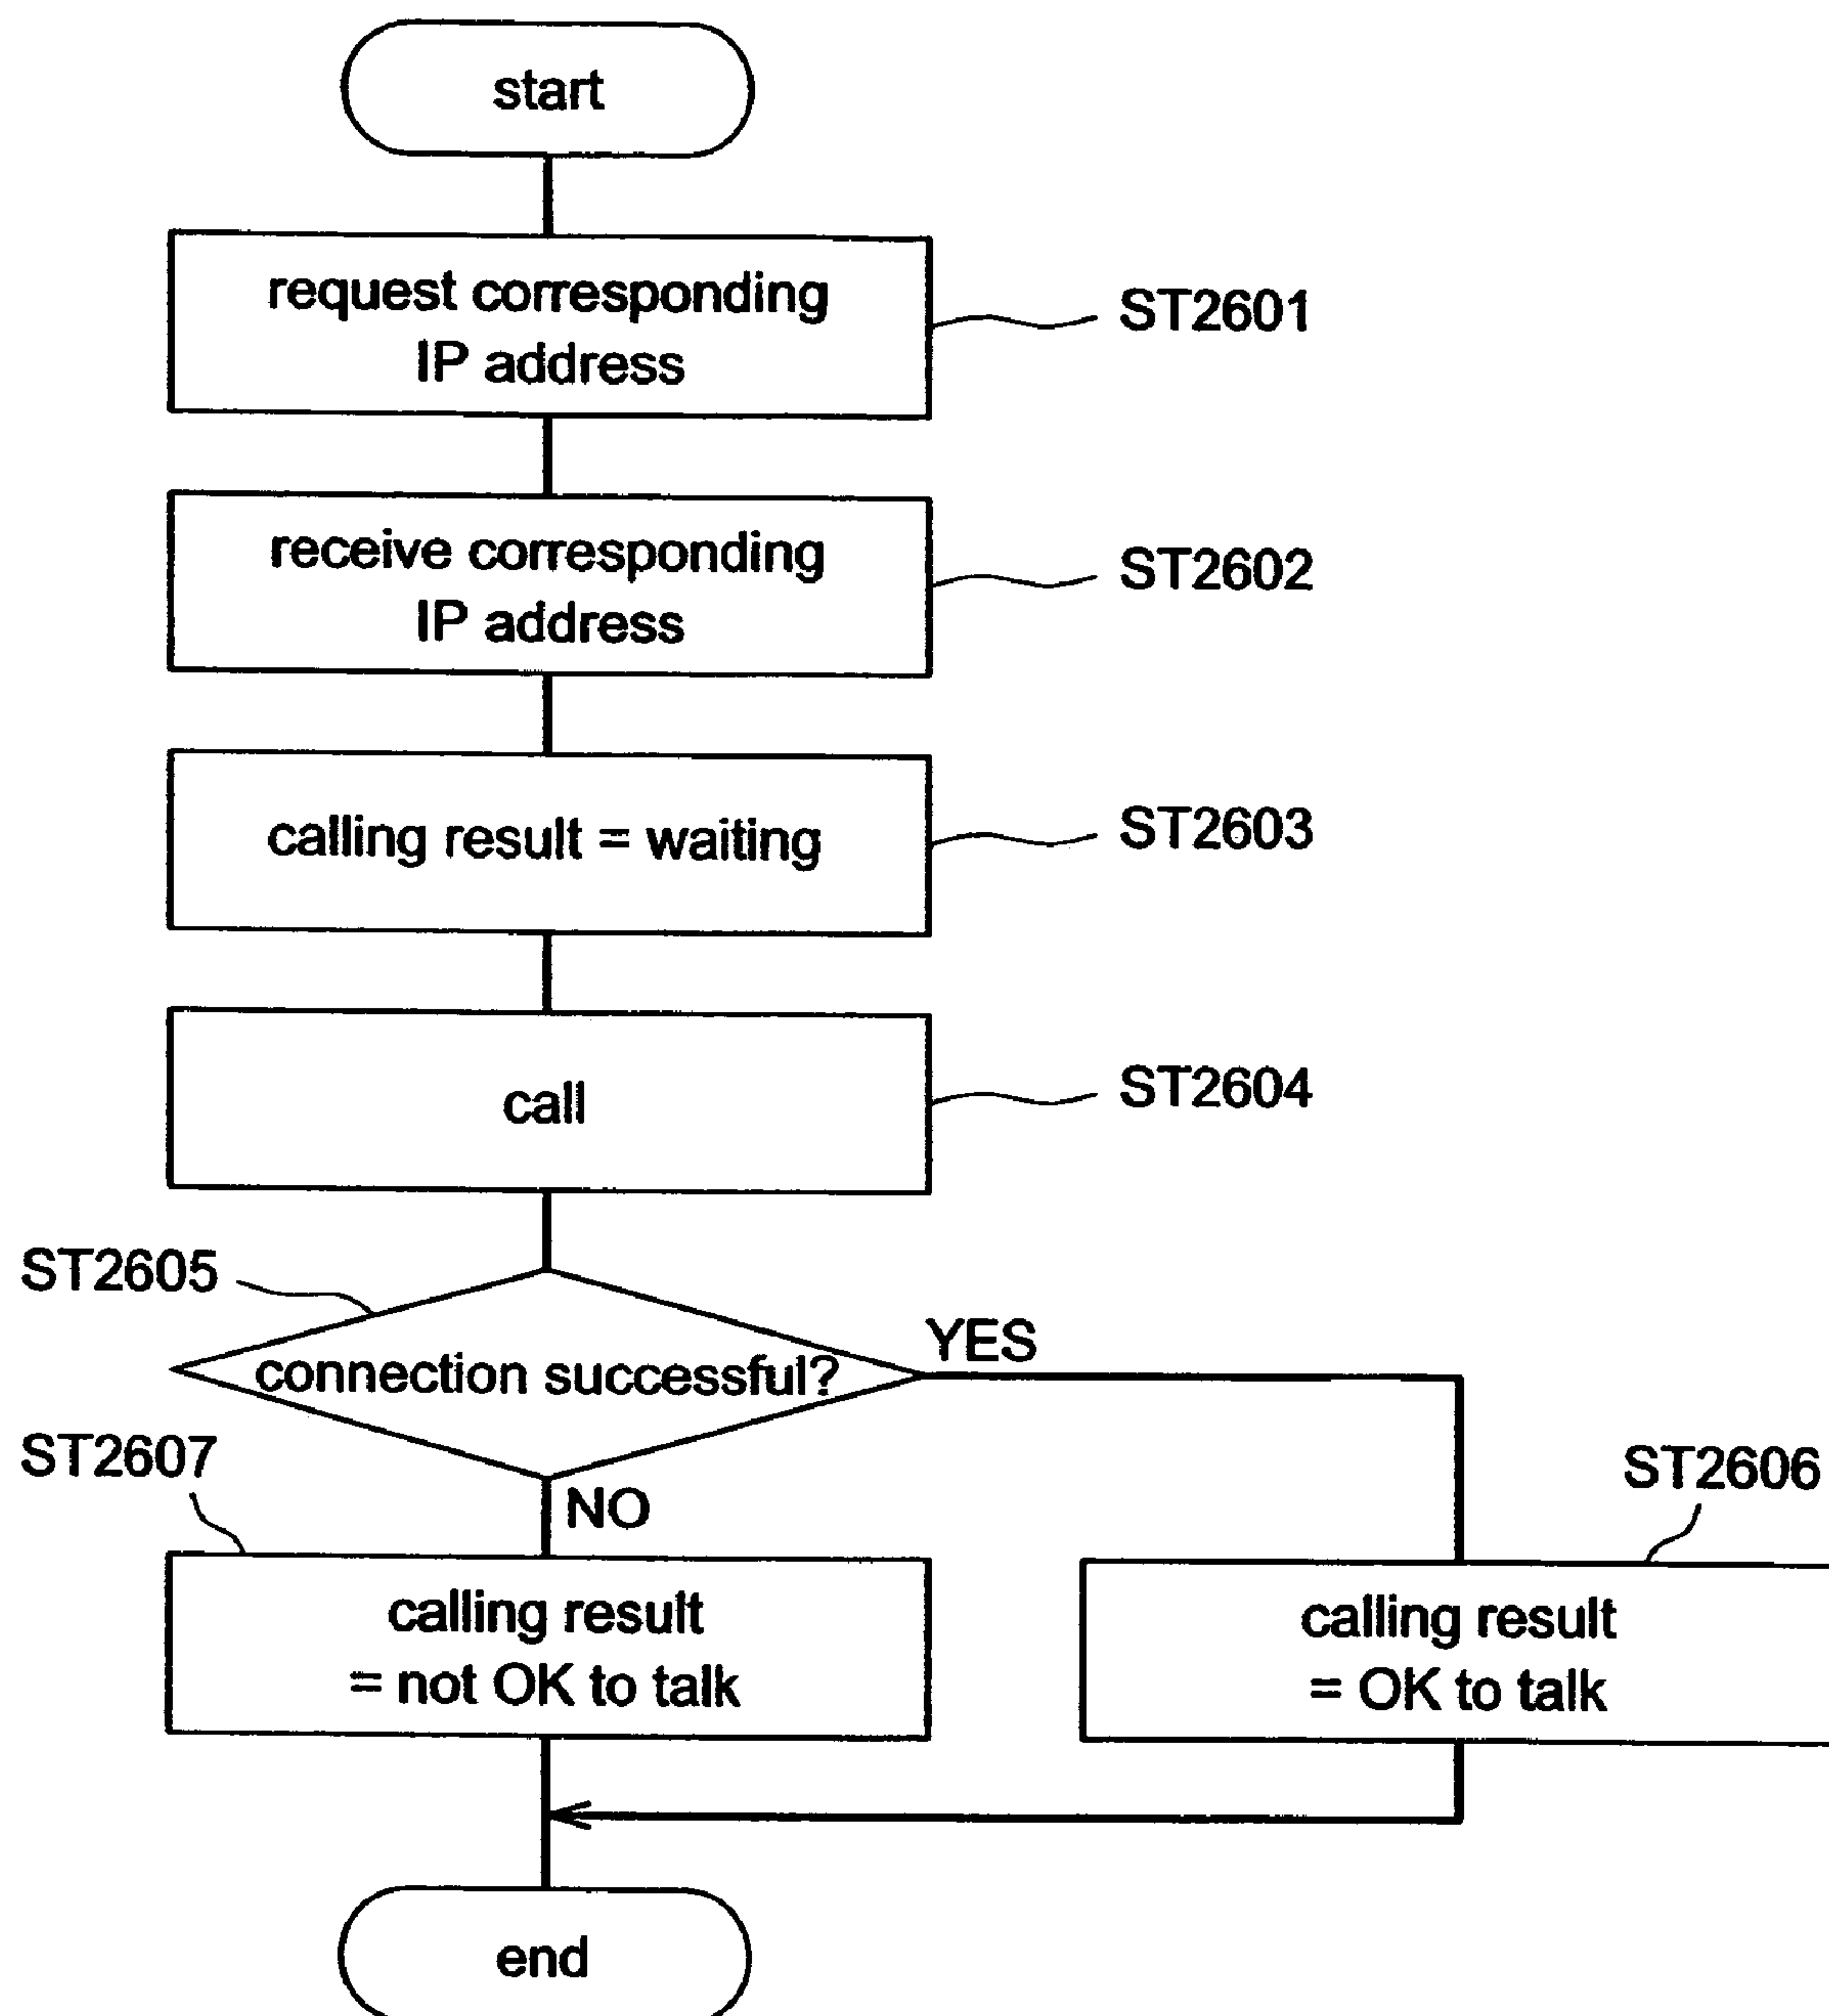 start
request corresponding
IP address
ST2601
receive corresponding
IP address
ST2602
calling result = waiting
ST2603
call
ST2604
ST2605
connection successful?
YES
ST2607
NO
ST2606
calling result
= not OK to talk
calling result
= OK to talk
end